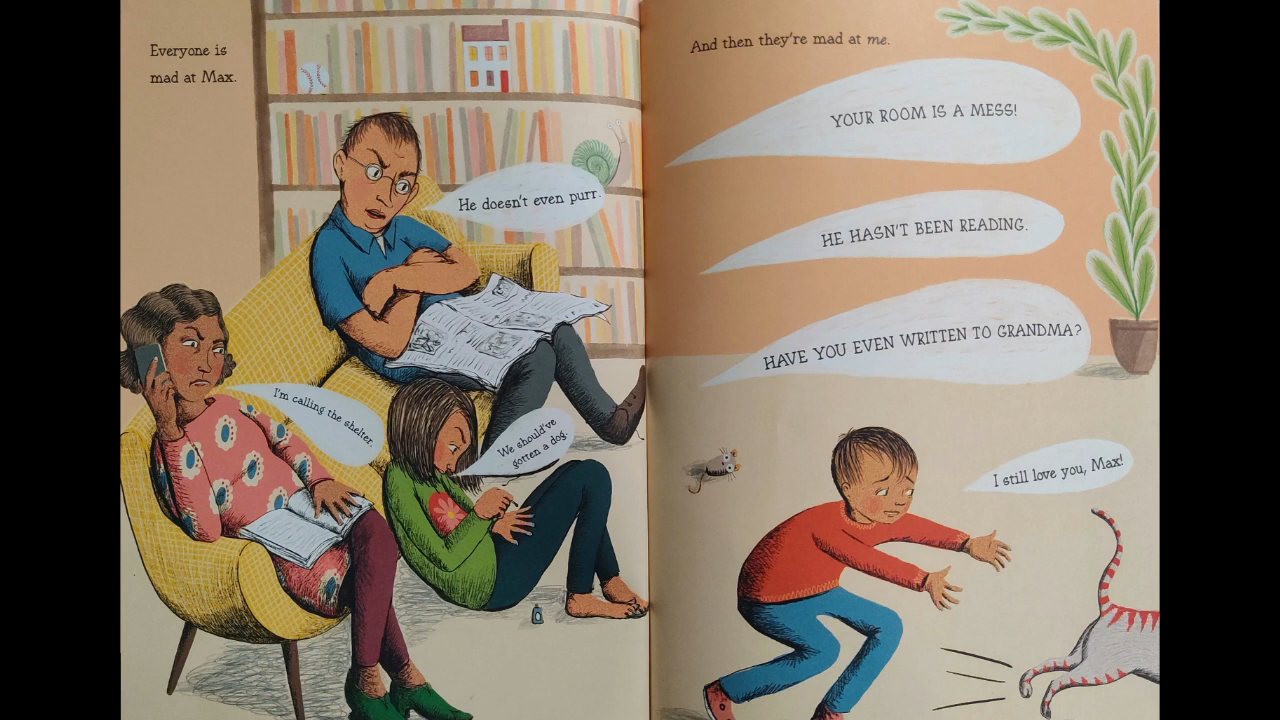 Everyone is
mad at Max.
He doesn't even purr.
I'm calling the shelter.
We should've
gotten a dog.
And then they're mad at me.
YOUR ROOM IS A MESS!
HE HASN'T BEEN READING.
HAVE YOU EVEN WRITTEN TO GRANDMA?
I still love you, Max!